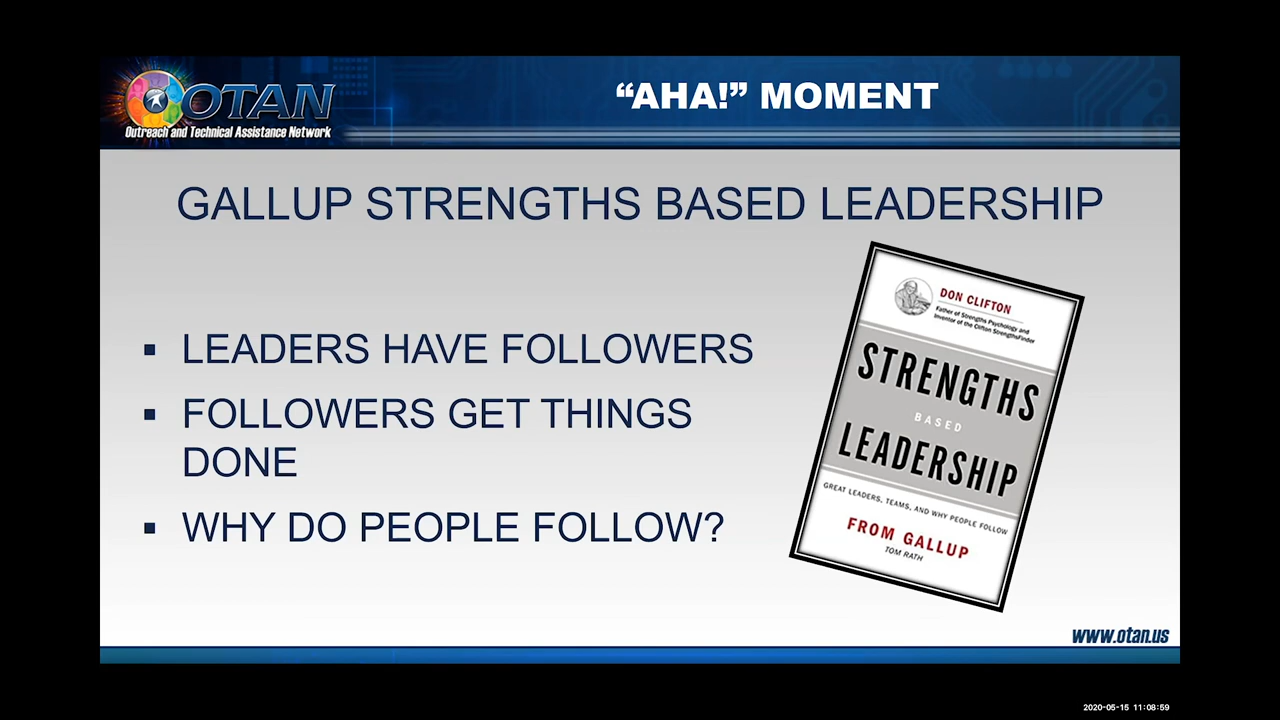 OTAN
Outreach and Technical Assistance Network
“AHA!” MOMENT
GALLUP STRENGTHS BASED LEADERSHIP
▪ LEADERS HAVE FOLLOWERS
▪ FOLLOWERS GET THINGS
DONE
▪ WHY DO PEOPLE FOLLOW?
DON CLIFTON
Father of Strengths Psychology and
Inventor of the Clifton StrengthsFinder
STRENGTHS
BASED
LEADERSHIP
GREAT LEADERS, TEAMS, AND WHY PEOPLE FOLLOW
FROM GALLUP
TOM RATH
www.otan.us
2020-05-15 11:08:59